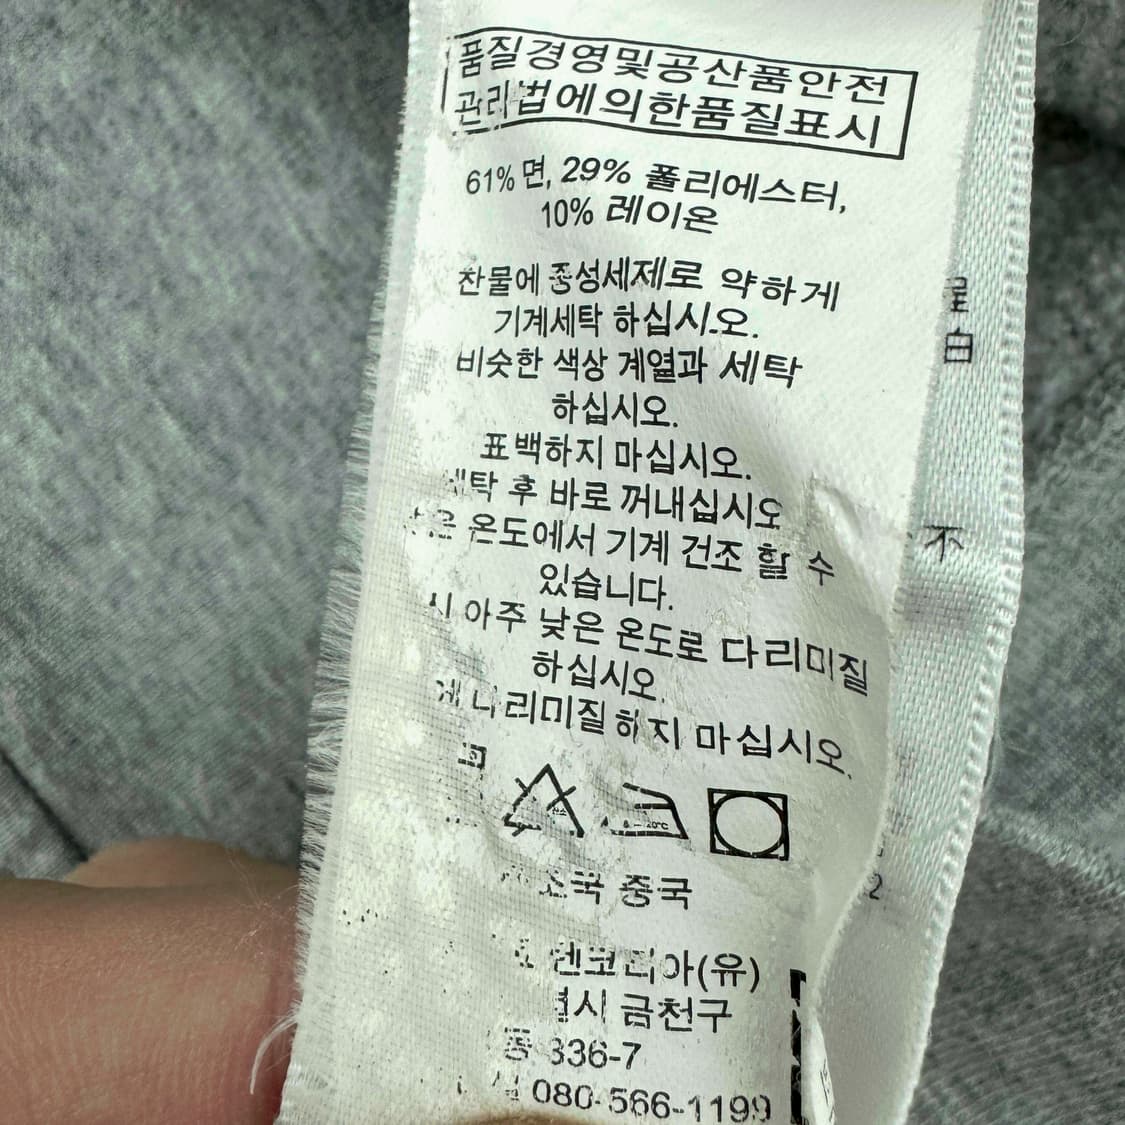 품질경영및공산품안전
관리법에의한품질표시
61% 면, 29% 폴리에스터,
10% 레이온
찬물에 중성세제로 약하게
기계세탁 하십시오.
비슷한 색상 계열과 세탁
하십시오.
표백하지 마십시오.
세탁 후 바로 꺼내십시오
온도에서 기계 건조 할 수
있습니다.
아주 낮은 온도로 다리미질
하십시오.
하지 마십시오.
중국
금천구
336-7
080-566-1199
呈
白
不
2